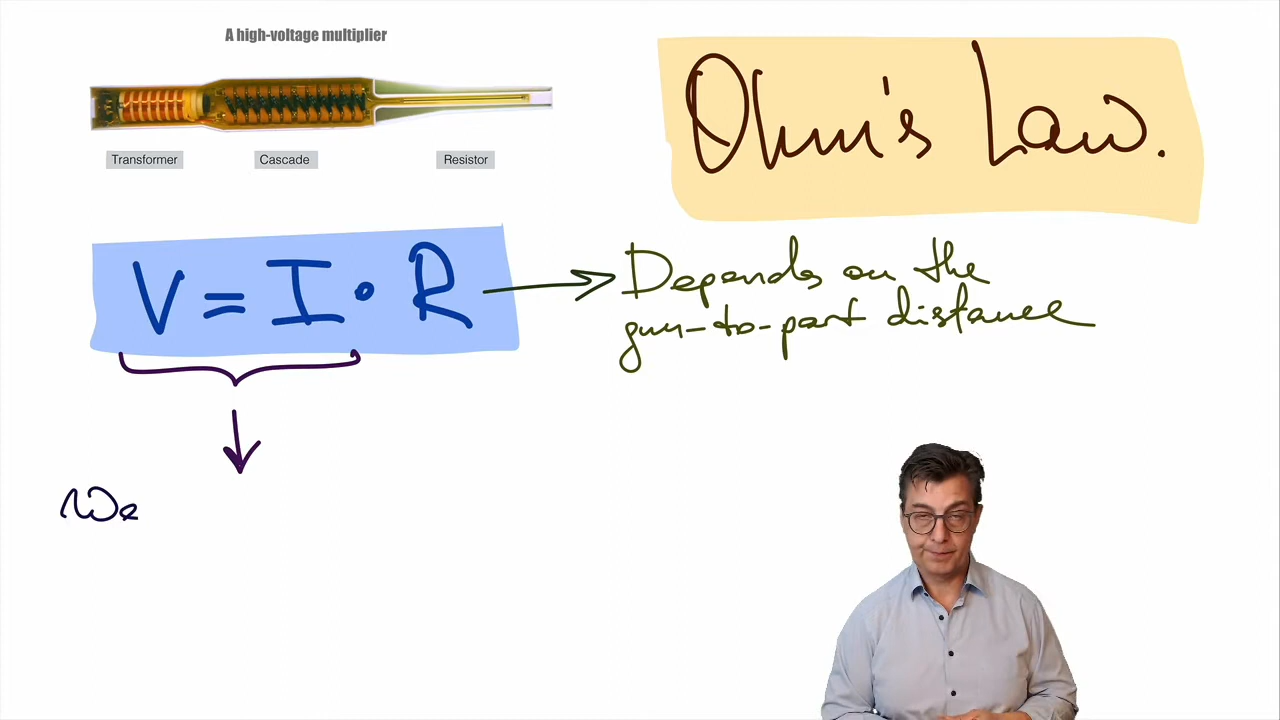 A high-voltage multiplier
Transformer
Cascade
Resistor
Ohm's Law.
V = I • R
Depends on the
gun-to-part distance
We